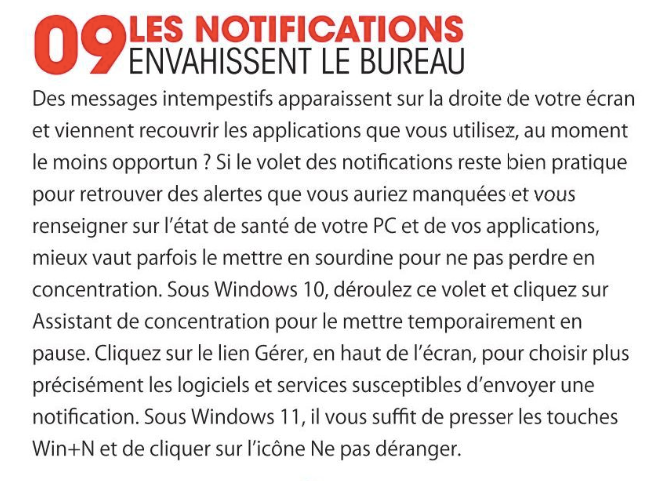 09 LES NOTIFICATIONS
ENVAHISSENT LE BUREAU
Des messages intempestifs apparaissent sur la droite de votre écran
et viennent recouvrir les applications que vous utilisez, au moment
le moins opportun ? Si le volet des notifications reste bien pratique
pour retrouver des alertes que vous auriez manquées et vous
renseigner sur l'état de santé de votre PC et de vos applications,
mieux vaut parfois le mettre en sourdine pour ne pas perdre en
concentration. Sous Windows 10, déroulez ce volet et cliquez sur
Assistant de concentration pour le mettre temporairement en
pause. Cliquez sur le lien Gérer, en haut de l'écran, pour choisir plus
précisément les logiciels et services susceptibles d'envoyer une
notification. Sous Windows 11, il vous suffit de presser les touches
Win+N et de cliquer sur l'icône Ne pas déranger.